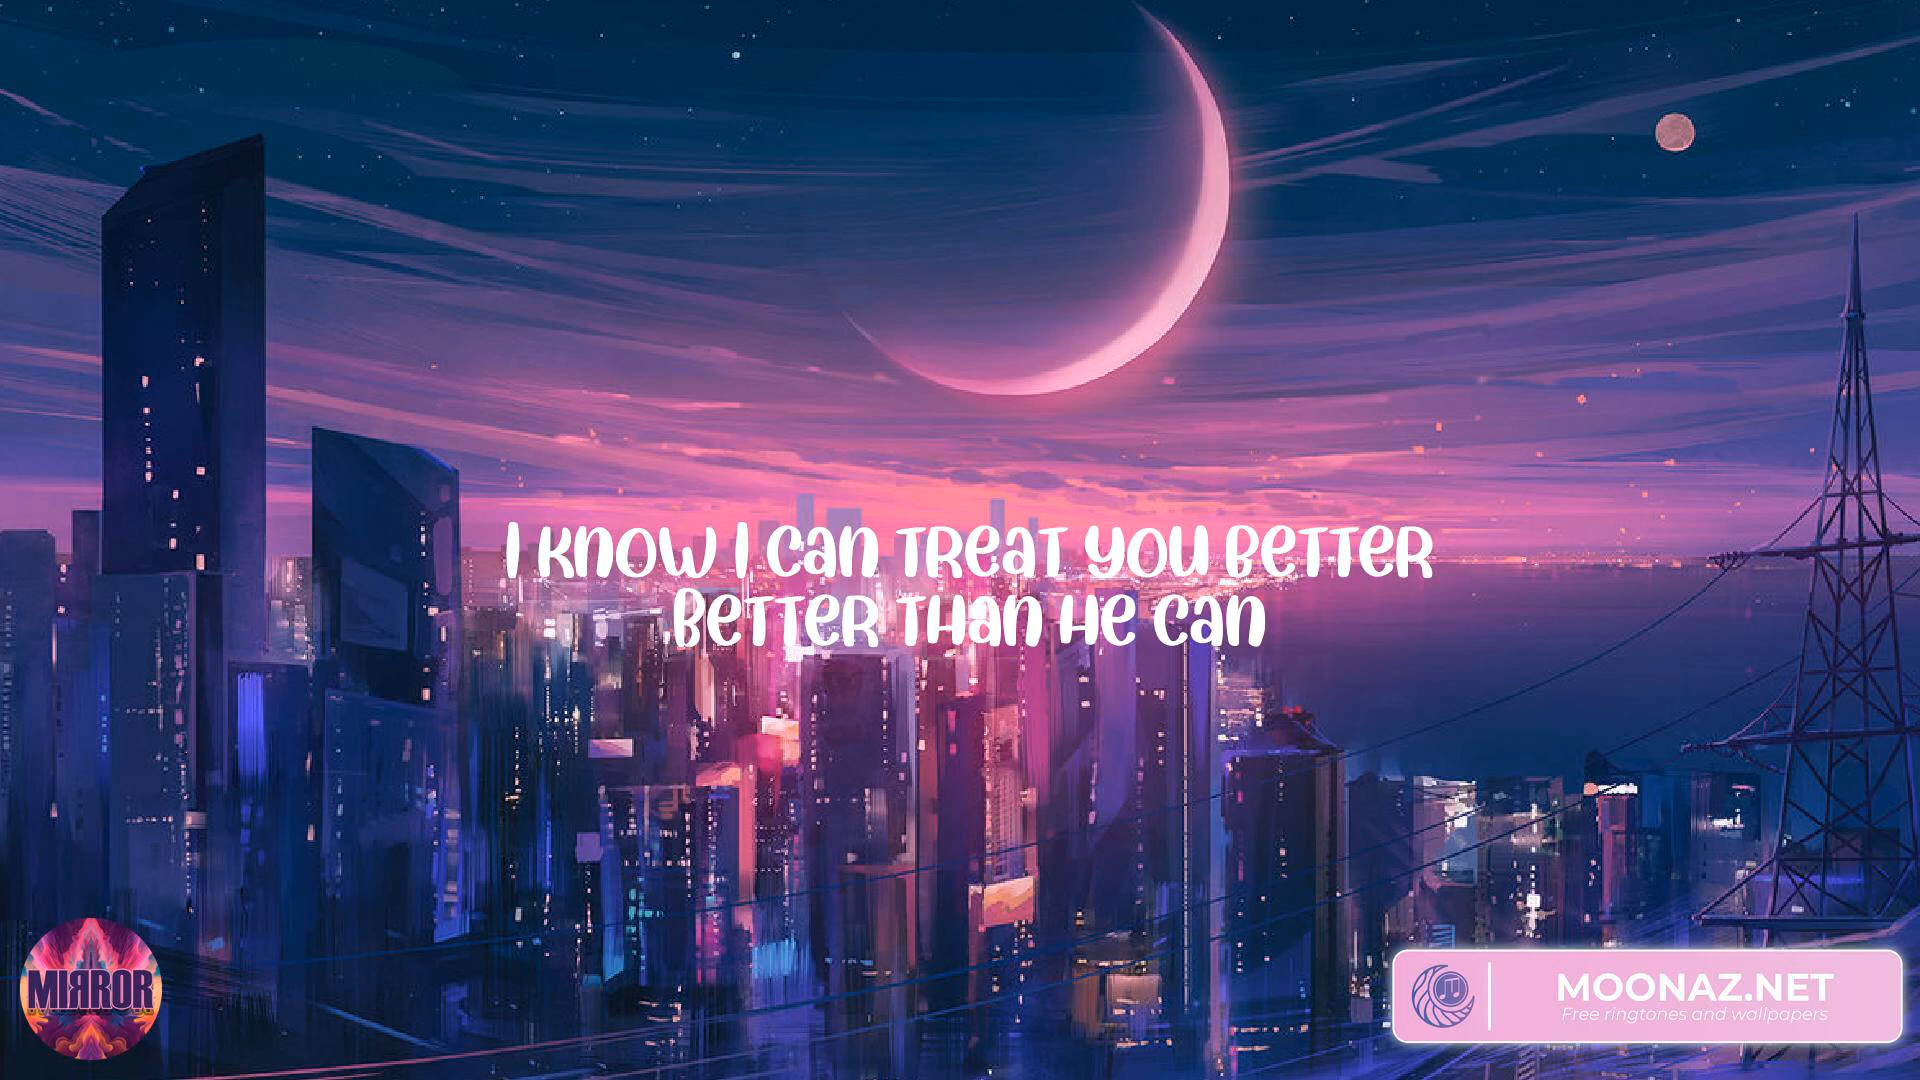 I KNOW I CAN TREAT YOU BETTER
BETTER THAN HE CAN
MIRROR
MOONAZ.NET
Free ringtones and wallpapers